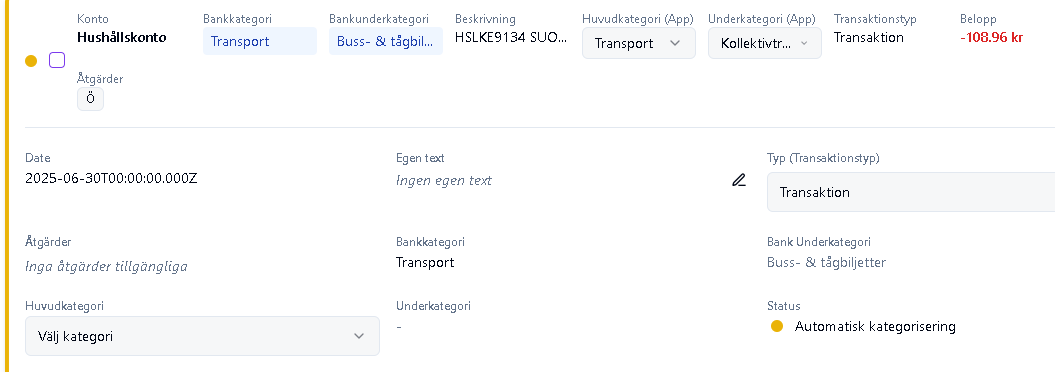 Konto Bankkategori Bankunderkategori Beskrivning Huvudkategori (App) Underkategori (App) Transaktionstyp Belopp
Hushållskonto Transport Buss- & tågbil... HSLKE9134 SUO... Transport Kollektivtr... Transaktion -108.96 kr
Åtgärder
Ö
Date Egen text Typ (Transaktionstyp)
2025-06-30T00:00:00.000Z Ingen egen text Transaktion
Åtgärder Bankkategori Bank Underkategori
Inga åtgärder tillgängliga Transport Buss- & tågbiljetter
Huvudkategori Underkategori Status
Välj kategori - Automatisk kategorisering